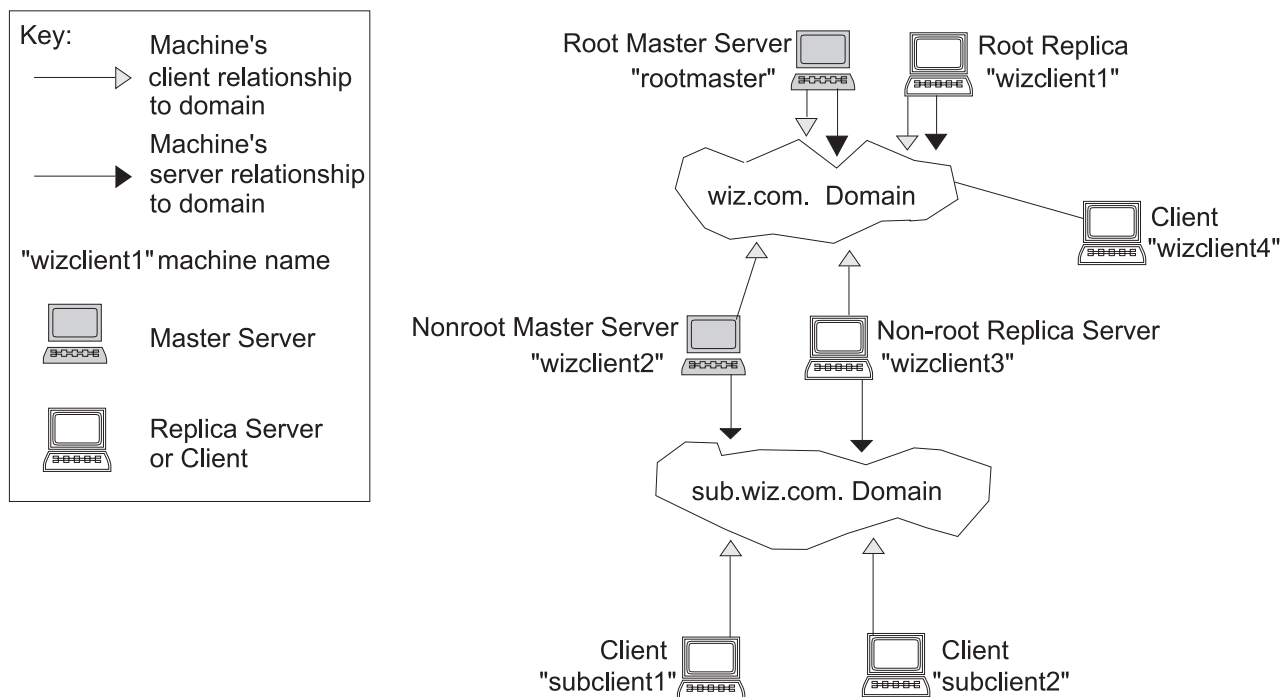 Key:
Machine's
client relationship
to domain
Machine's
server relationship
to domain
"wizclient1" machine name
Master Server
Replica Server
or Client
Root Master Server
"rootmaster"
Root Replica
"wizclient1"
wiz.com. Domain
Client
"wizclient4"
Nonroot Master Server
"wizclient2"
Non-root Replica Server
"wizclient3"
sub.wiz.com. Domain
Client
"subclient1"
Client
"subclient2"